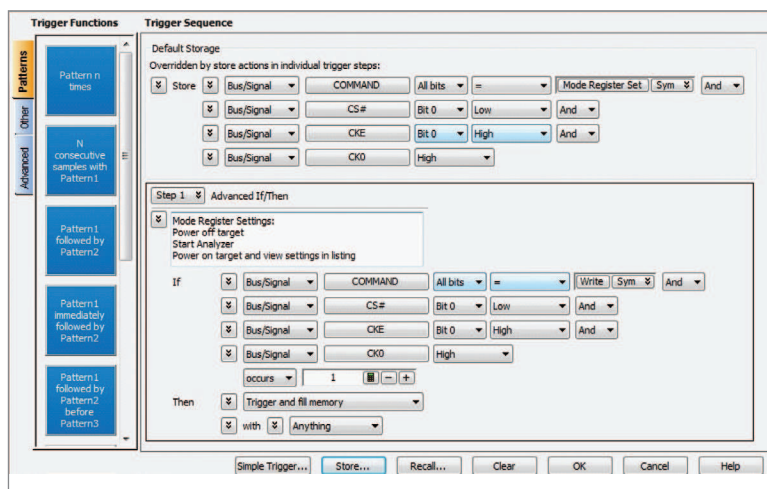 Trigger Functions
Trigger Sequence
Patterns
Other
Advanced
Pattern n
times
N
consecutive
samples with
Pattern1
Pattern1
followed by
Pattern2
Pattern1
immediately
followed by
Pattern2
Pattern1
followed by
Pattern2
before
Pattern3
Default Storage
Overridden by store actions in individual trigger steps:
Store Bus/Signal COMMAND All bits = Mode Register Set Sym And
Bus/Signal CS# Bit 0 Low And
Bus/Signal CKE Bit 0 High And
Bus/Signal CK0 High
Step 1 Advanced If/Then
Mode Register Settings:
Power off target
Start Analyzer
Power on target and view settings in listing
If Bus/Signal COMMAND All bits = Write Sym And
Bus/Signal CS# Bit 0 Low And
Bus/Signal CKE Bit 0 High And
Bus/Signal CK0 High
occurs 1 - +
Then Trigger and fill memory
with Anything
Simple Trigger... Store... Recall... Clear OK Cancel Help